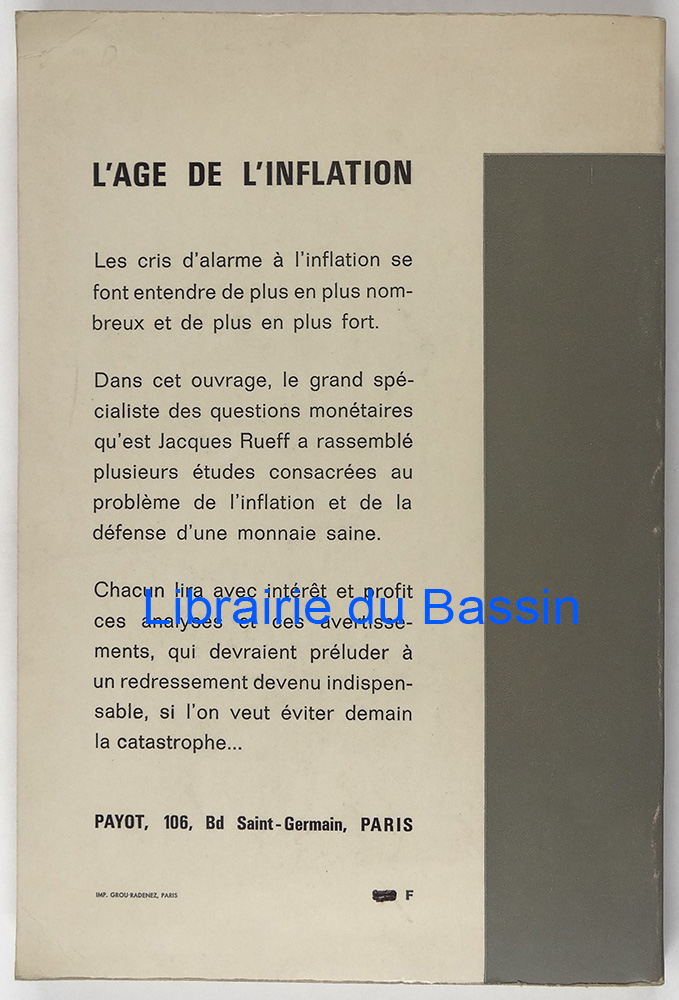 L'AGE DE L'INFLATION
Les cris d'alarme à l'inflation se
font entendre de plus en plus nom-
breux et de plus en plus fort.
Dans cet ouvrage, le grand spé-
cialiste des questions monétaires
qu'est Jacques Rueff a rassemblé
plusieurs études consacrées au
problème de l'inflation et de la
défense d'une monnaie saine.
Chacun lira avec intérêt et profit
Librairie du Bassin
ces analyses et des avertisse-
ments, qui devraient préluder à
un redressement devenu indispen-
sable, si l'on veut éviter demain
la catastrophe...
PAYOT, 106, Bd Saint-Germain, PARIS
IMP. GROU-RADENEZ, PARIS
F